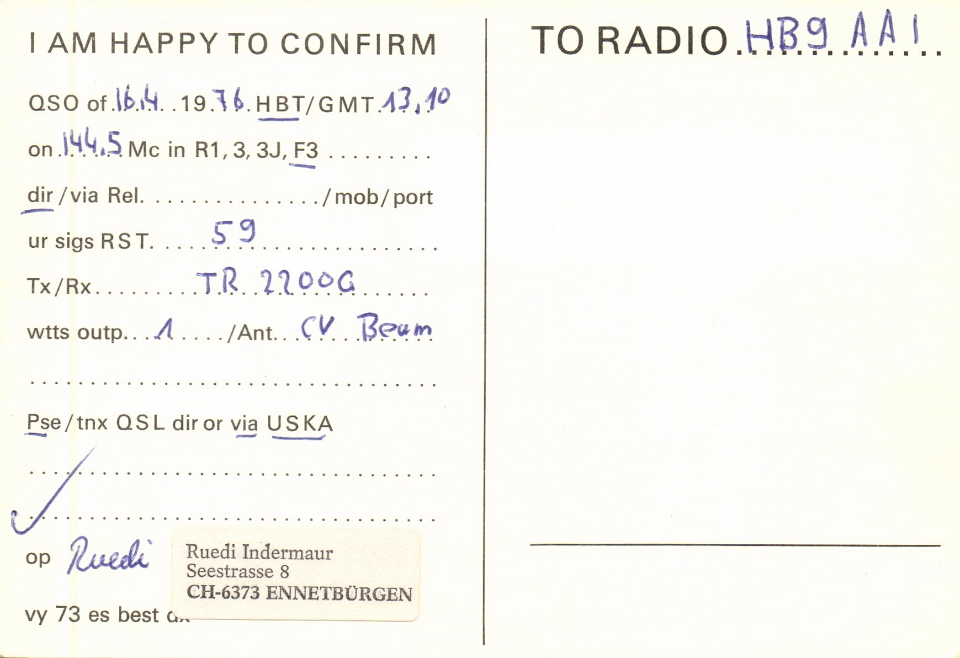 I AM HAPPY TO CONFIRM
QSO of 16.4. 1976. HBT/GMT 13.10
on 144.5 Mc in R1, 3, 3J, F3 .........
dir /via Rel. ............... /mob/port
ur sigs RST. .... 59 ..................
Tx/Rx......... TR 2200G ......
wtts outp... 1 ..... /Ant... CV Beam
.....................................
Pse/tnx QSL dir or via USKA
.....................................
.....................................
op Ruedi
Ruedi Indermaur
Seestrasse 8
CH-6373 ENNETBÜRGEN
vy 73 es best dx
TO RADIO HB9 AAI